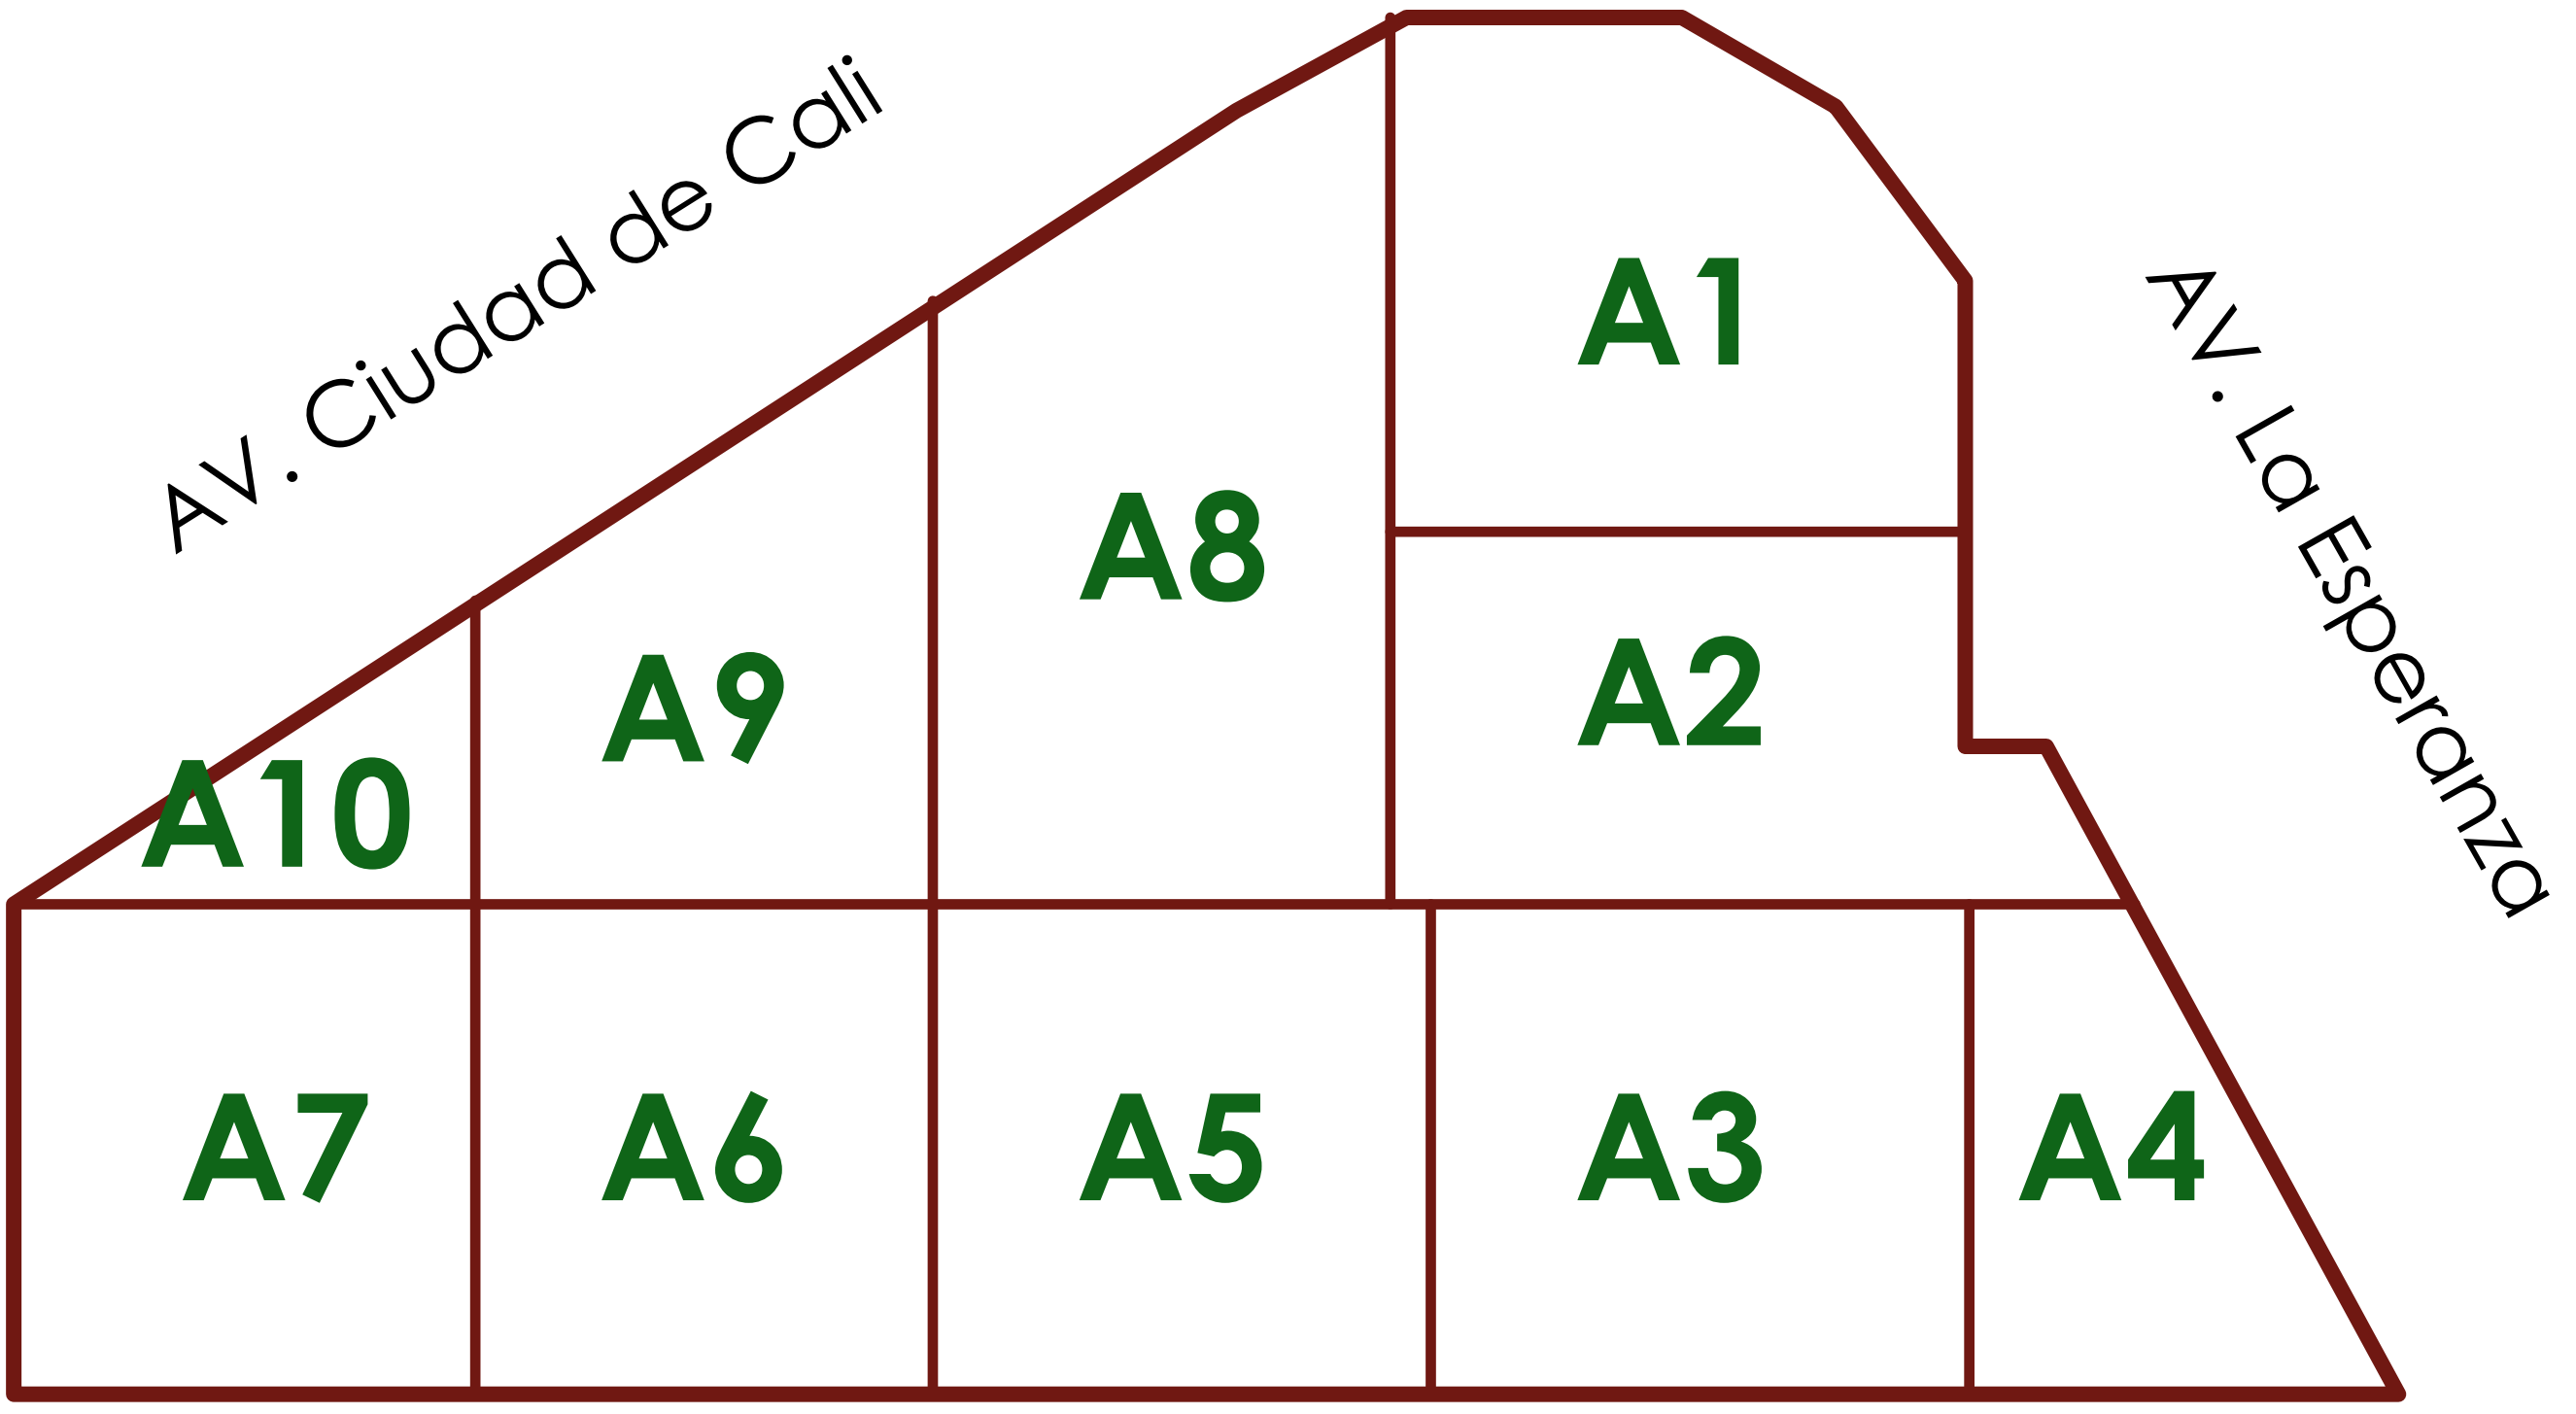 AV. Ciudad de Cali
AV. La Esperanza
A1
A8
A2
A9
A10
A7
A6
A5
A3
A4